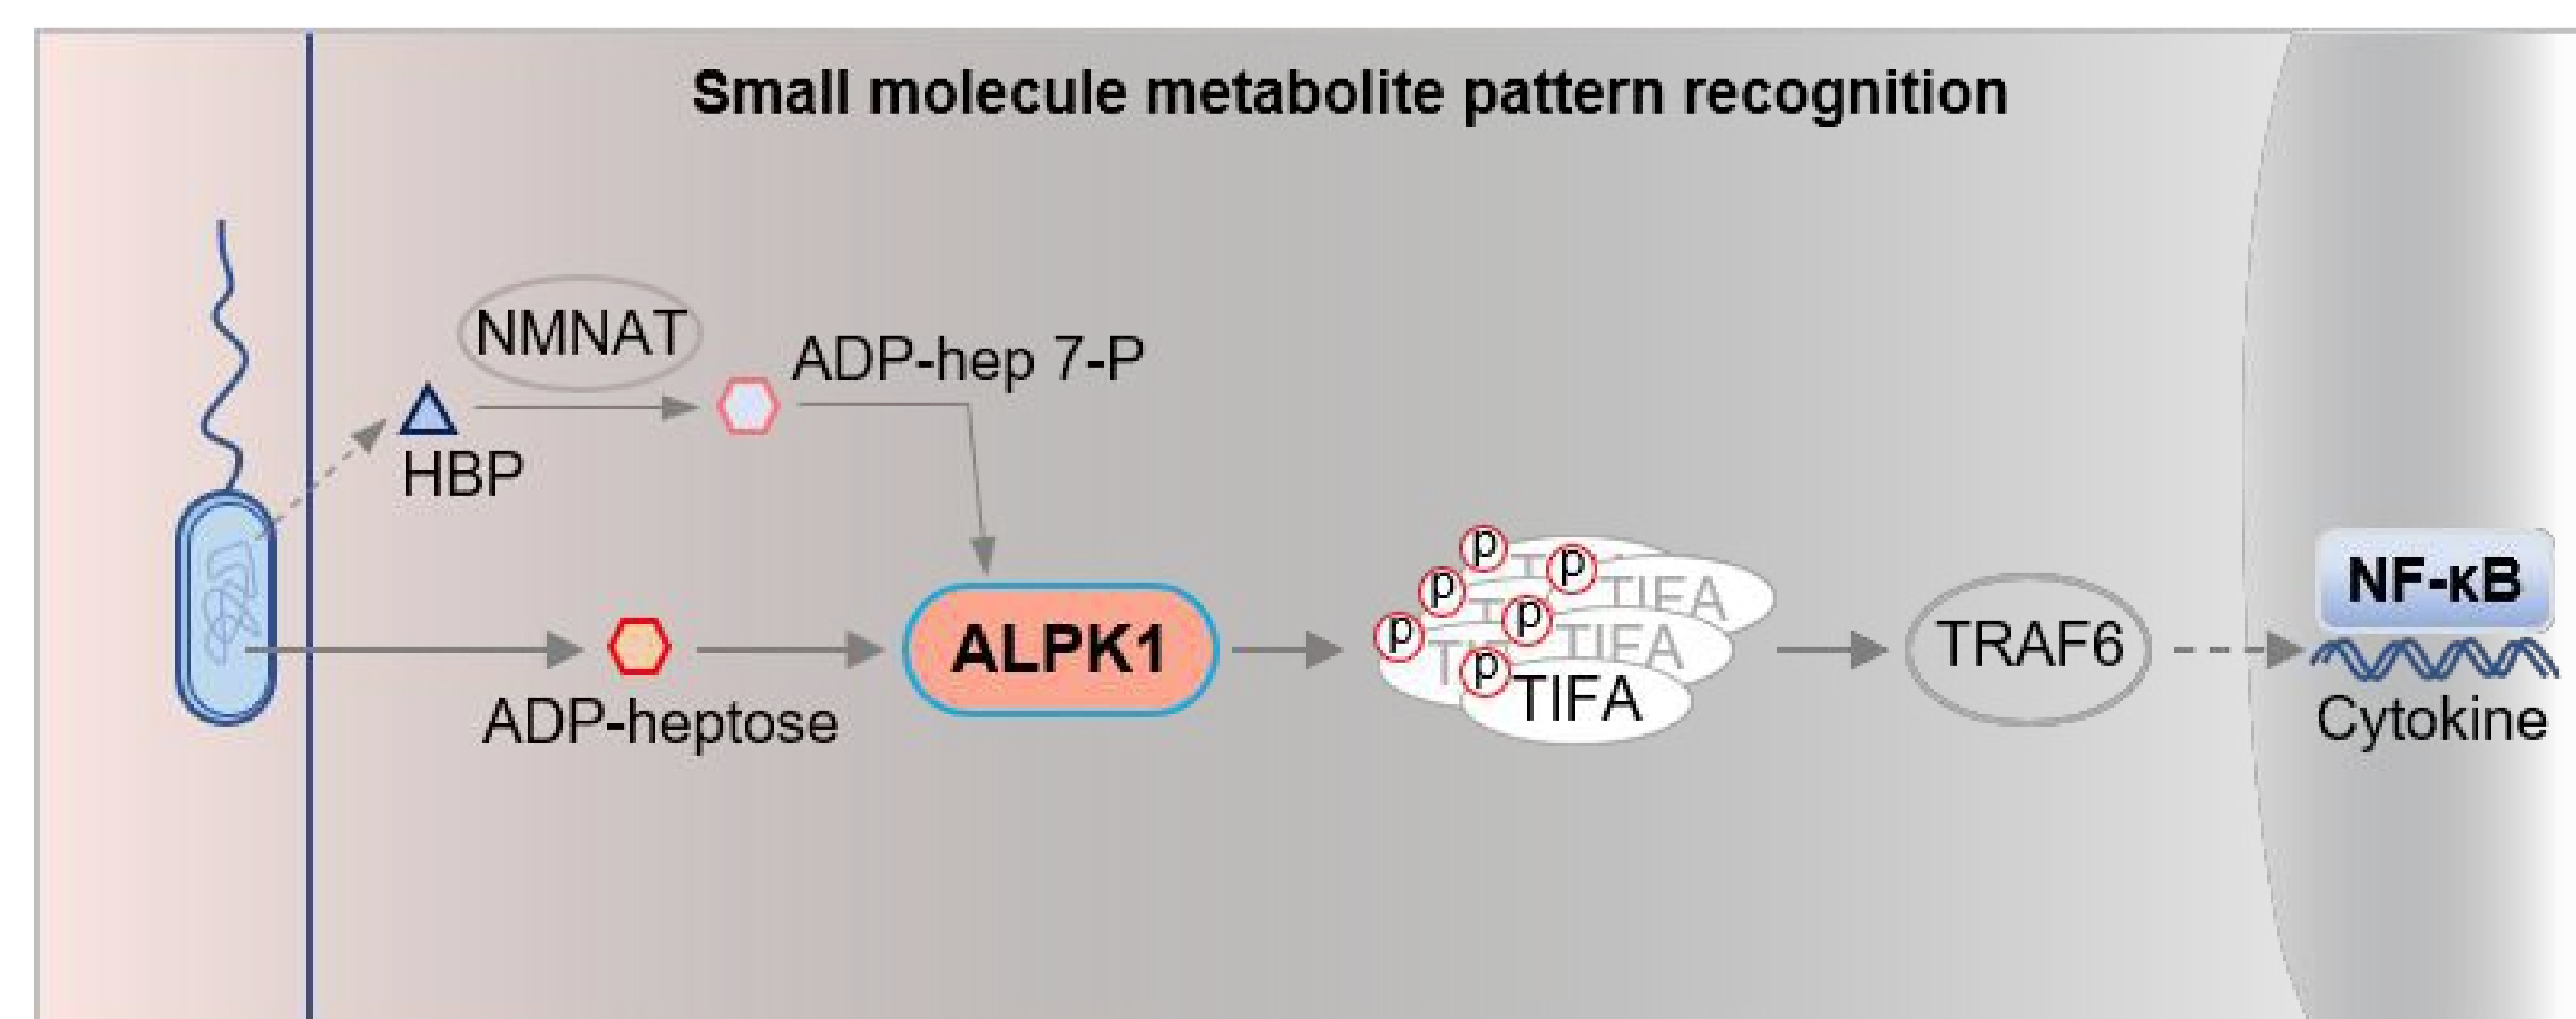 Small molecule metabolite pattern recognition
NMNAT
ADP-hep 7-P
HBP
ADP-heptose
ALPK1
p
p
p
p
p
p
TIFA
TIFA
TIFA
TRAF6
NF-κB
Cytokine